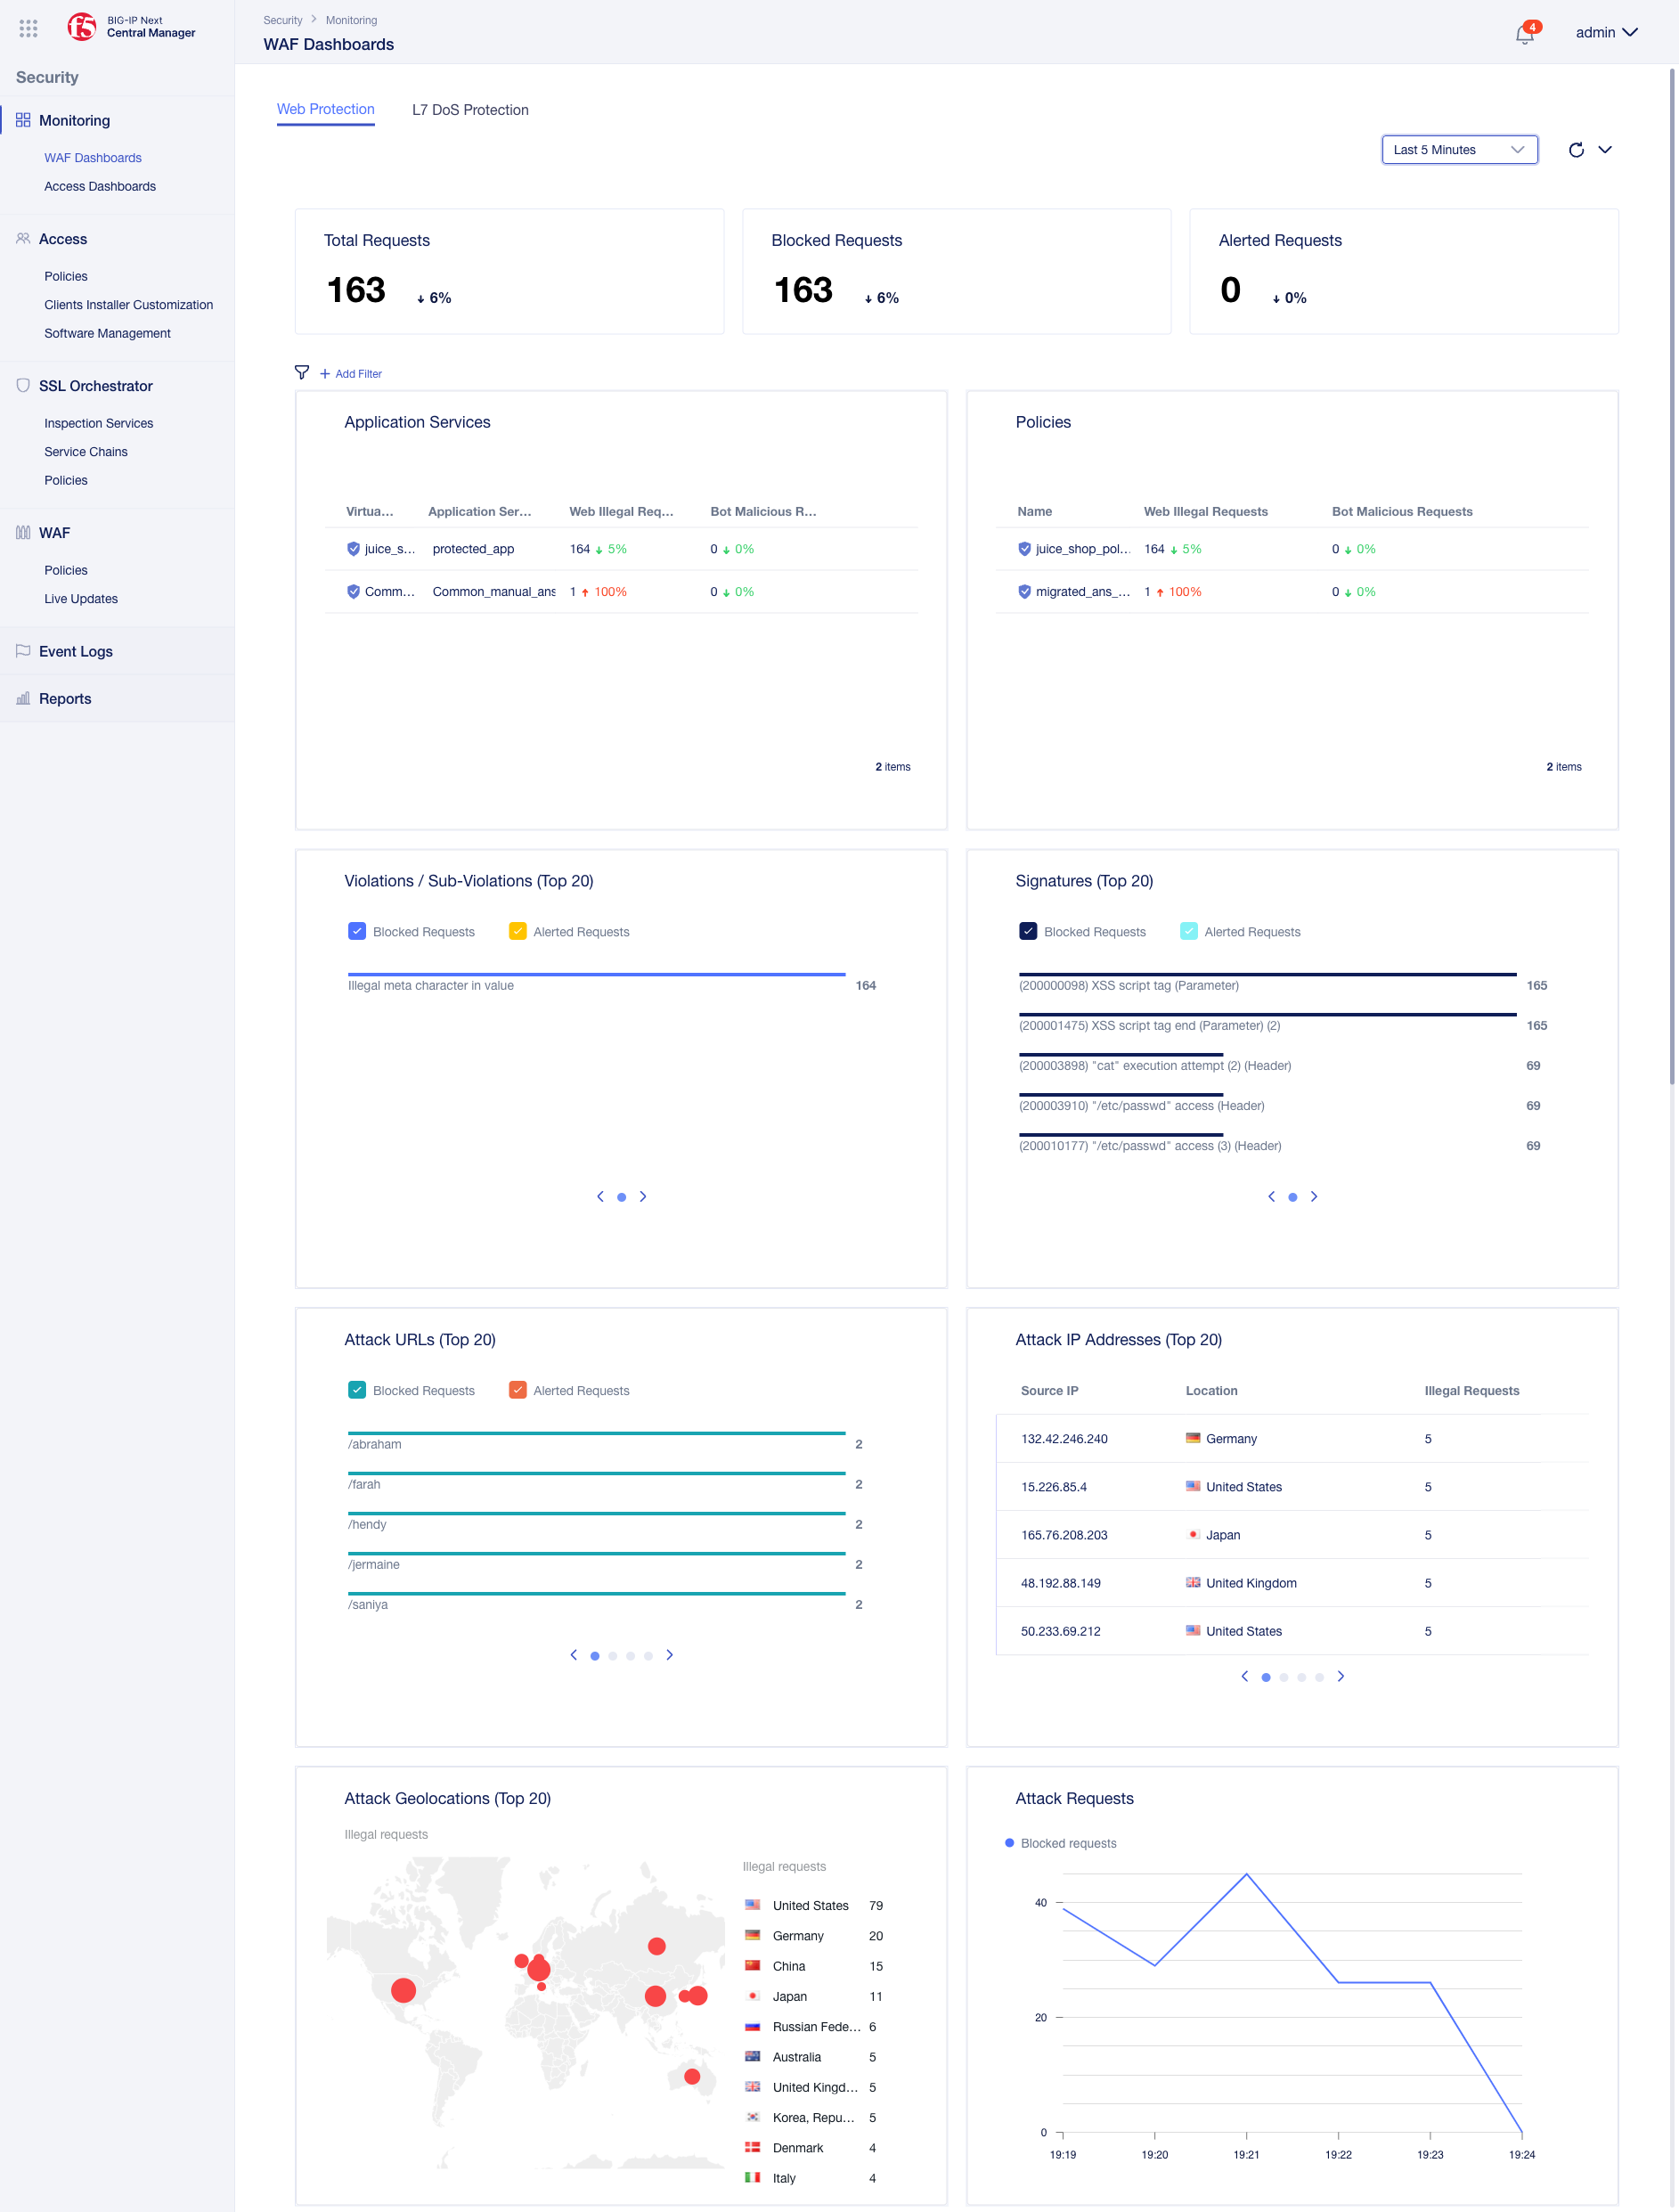 BIG-IP Next
Central Manager
Security
Monitoring
WAF Dashboards
Access Dashboards
Access
Policies
Clients Installer Customization
Software Management
SSL Orchestrator
Inspection Services
Service Chains
Policies
WAF
Policies
Live Updates
Event Logs
Reports
Security > Monitoring
WAF Dashboards
4
admin
Web Protection L7 DoS Protection
Last 5 Minutes
Total Requests
163 ↓ 6%
Blocked Requests
163 ↓ 6%
Alerted Requests
0 ↓ 0%
+ Add Filter
Application Services
Virtua... Application Ser... Web Illegal Req... Bot Malicious R...
juice_s... protected_app 164 ↓ 5% 0 ↓ 0%
Comm... Common_manual_ans 1 ↑ 100% 0 ↓ 0%
2 items
Policies
Name Web Illegal Requests Bot Malicious Requests
juice_shop_pol... 164 ↓ 5% 0 ↓ 0%
migrated_ans_... 1 ↑ 100% 0 ↓ 0%
2 items
Violations / Sub-Violations (Top 20)
Blocked Requests Alerted Requests
Illegal meta character in value 164
Signatures (Top 20)
Blocked Requests Alerted Requests
(200000098) XSS script tag (Parameter) 165
(200001475) XSS script tag end (Parameter) (2) 165
(200003898) "cat" execution attempt (2) (Header) 69
(200003910) "/etc/passwd" access (Header) 69
(200010177) "/etc/passwd" access (3) (Header) 69
Attack URLs (Top 20)
Blocked Requests Alerted Requests
/abraham 2
/farah 2
/hendy 2
/jermaine 2
/saniya 2
Attack IP Addresses (Top 20)
Source IP Location Illegal Requests
132.42.246.240 Germany 5
15.226.85.4 United States 5
165.76.208.203 Japan 5
48.192.88.149 United Kingdom 5
50.233.69.212 United States 5
Attack Geolocations (Top 20)
Illegal requests
Illegal requests
United States 79
Germany 20
China 15
Japan 11
Russian Fede... 6
Australia 5
United Kingd... 5
Korea, Repu... 5
Denmark 4
Italy 4
Attack Requests
Blocked requests
40
20
0
19:19 19:20 19:21 19:22 19:23 19:24